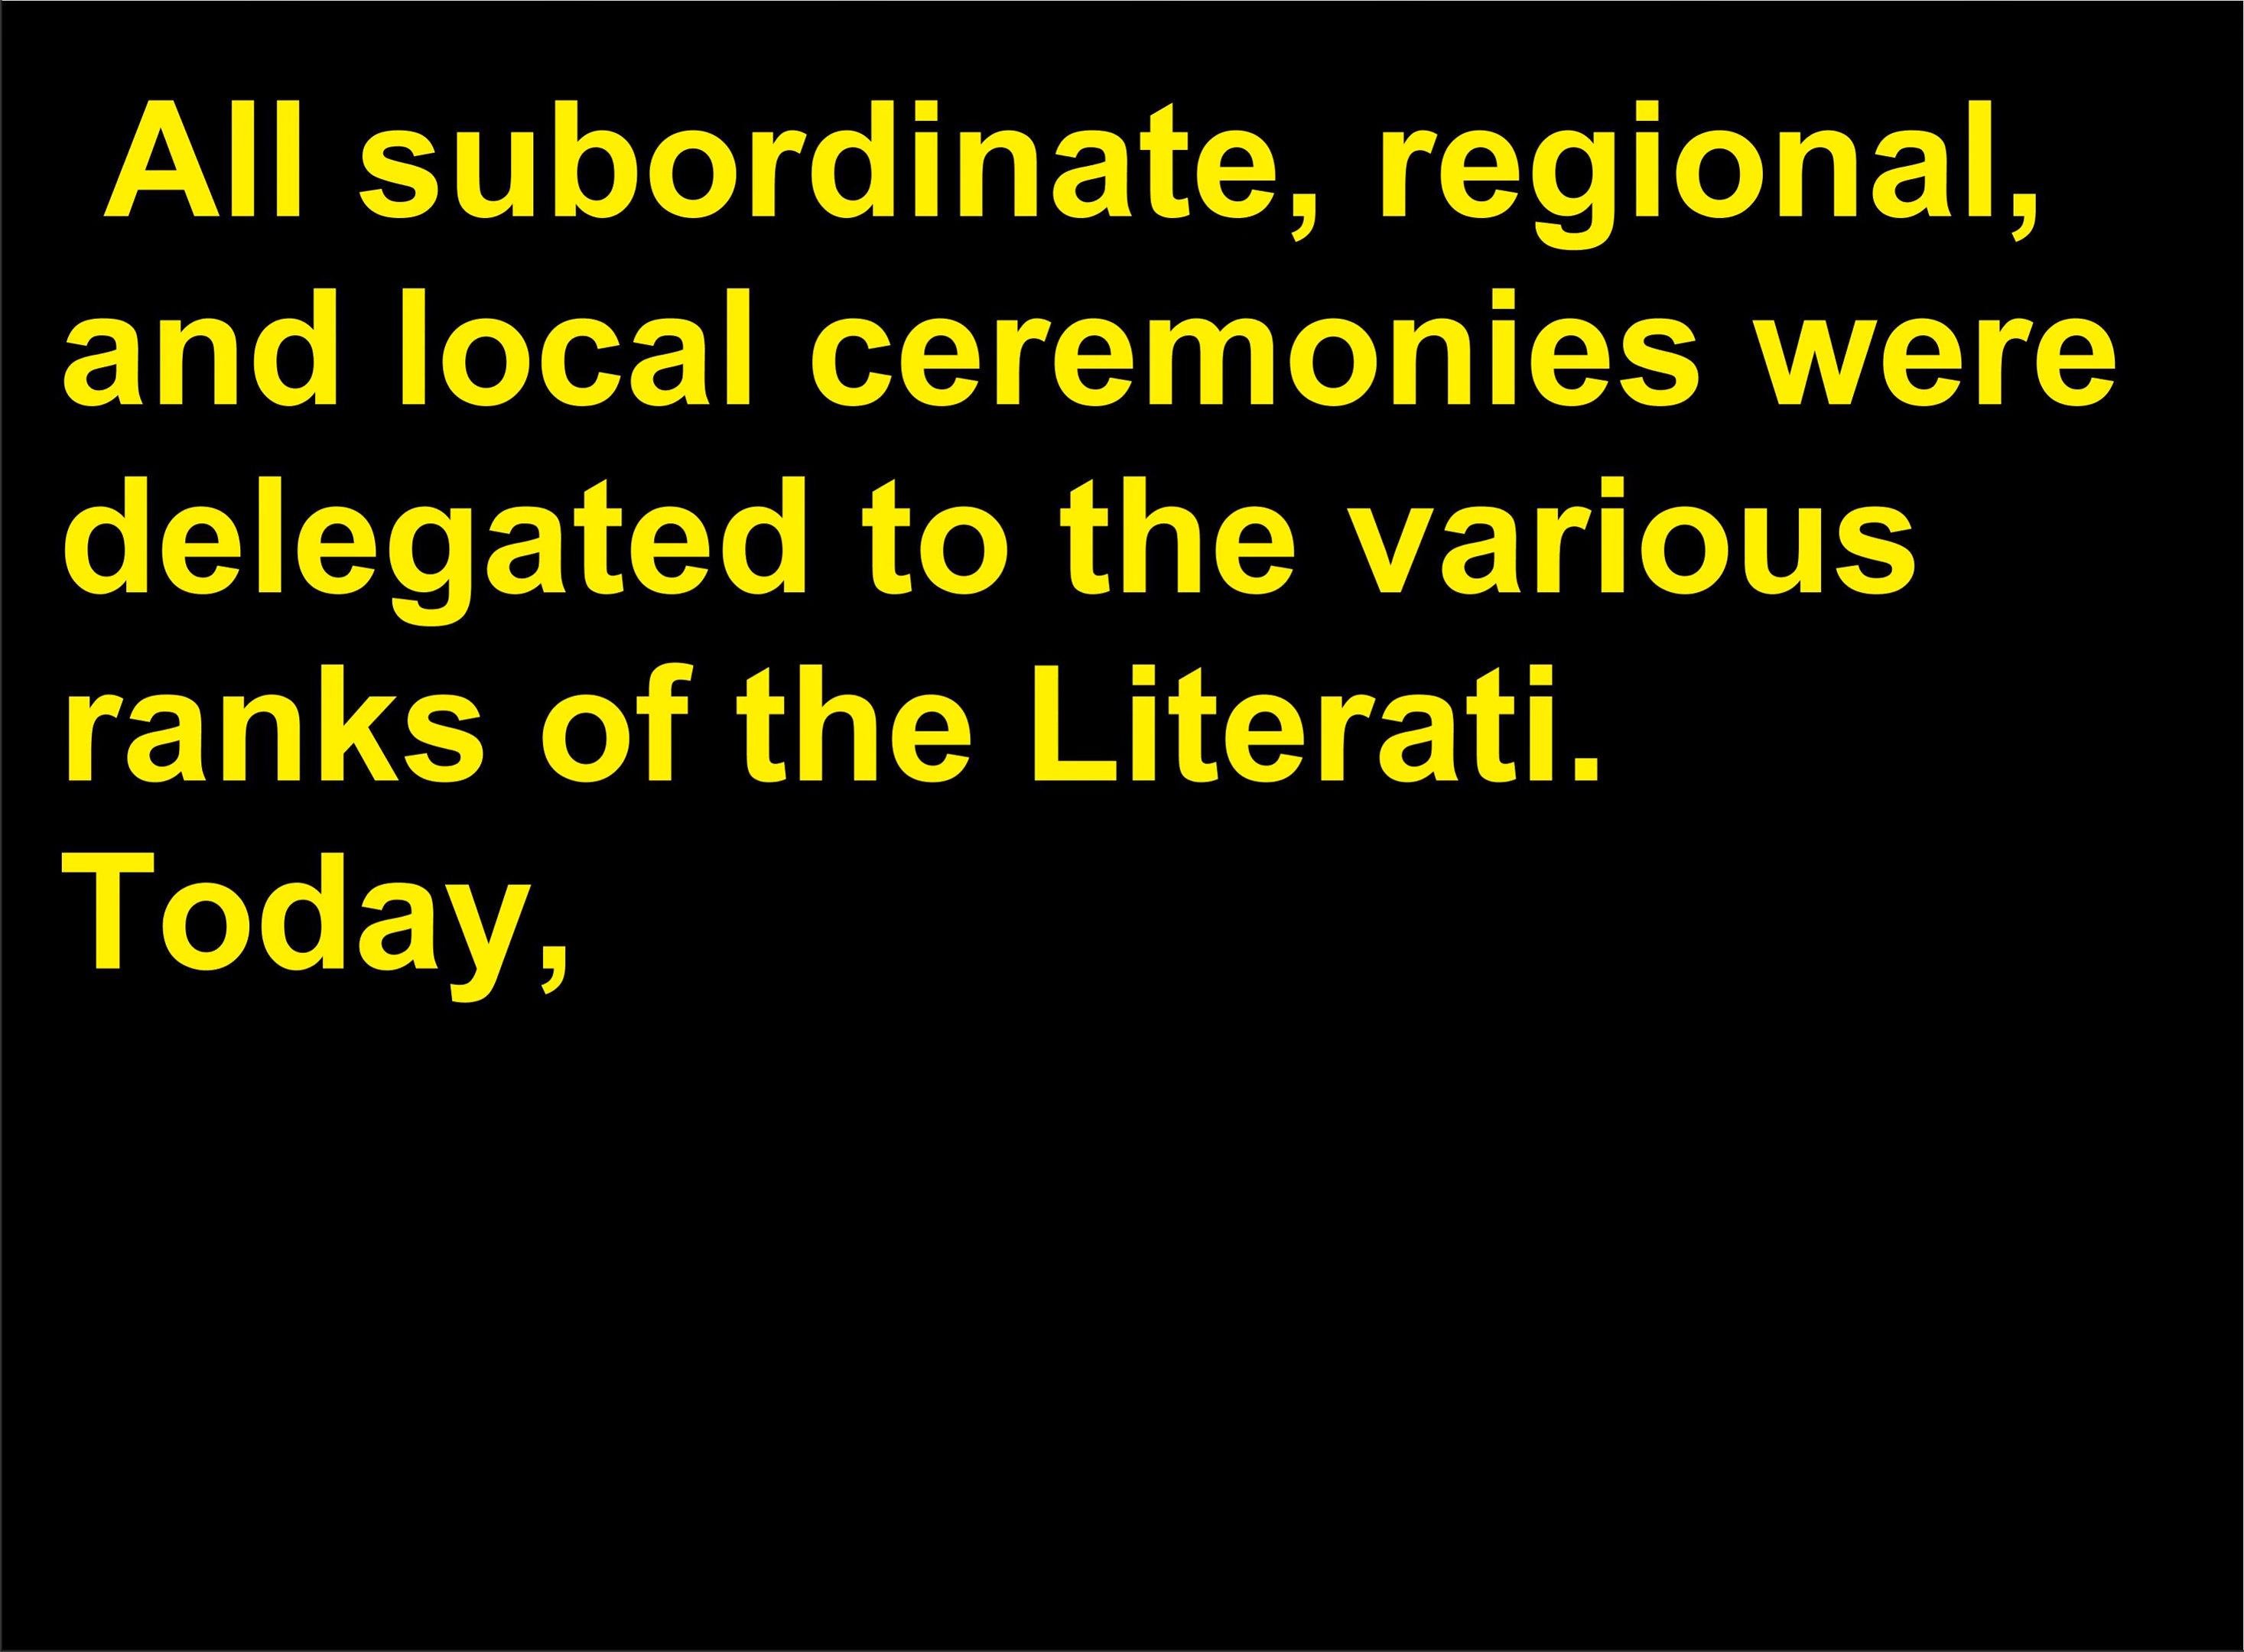 All subordinate, regional,
and local ceremonies were
delegated to the various
ranks of the Literati.
Today,